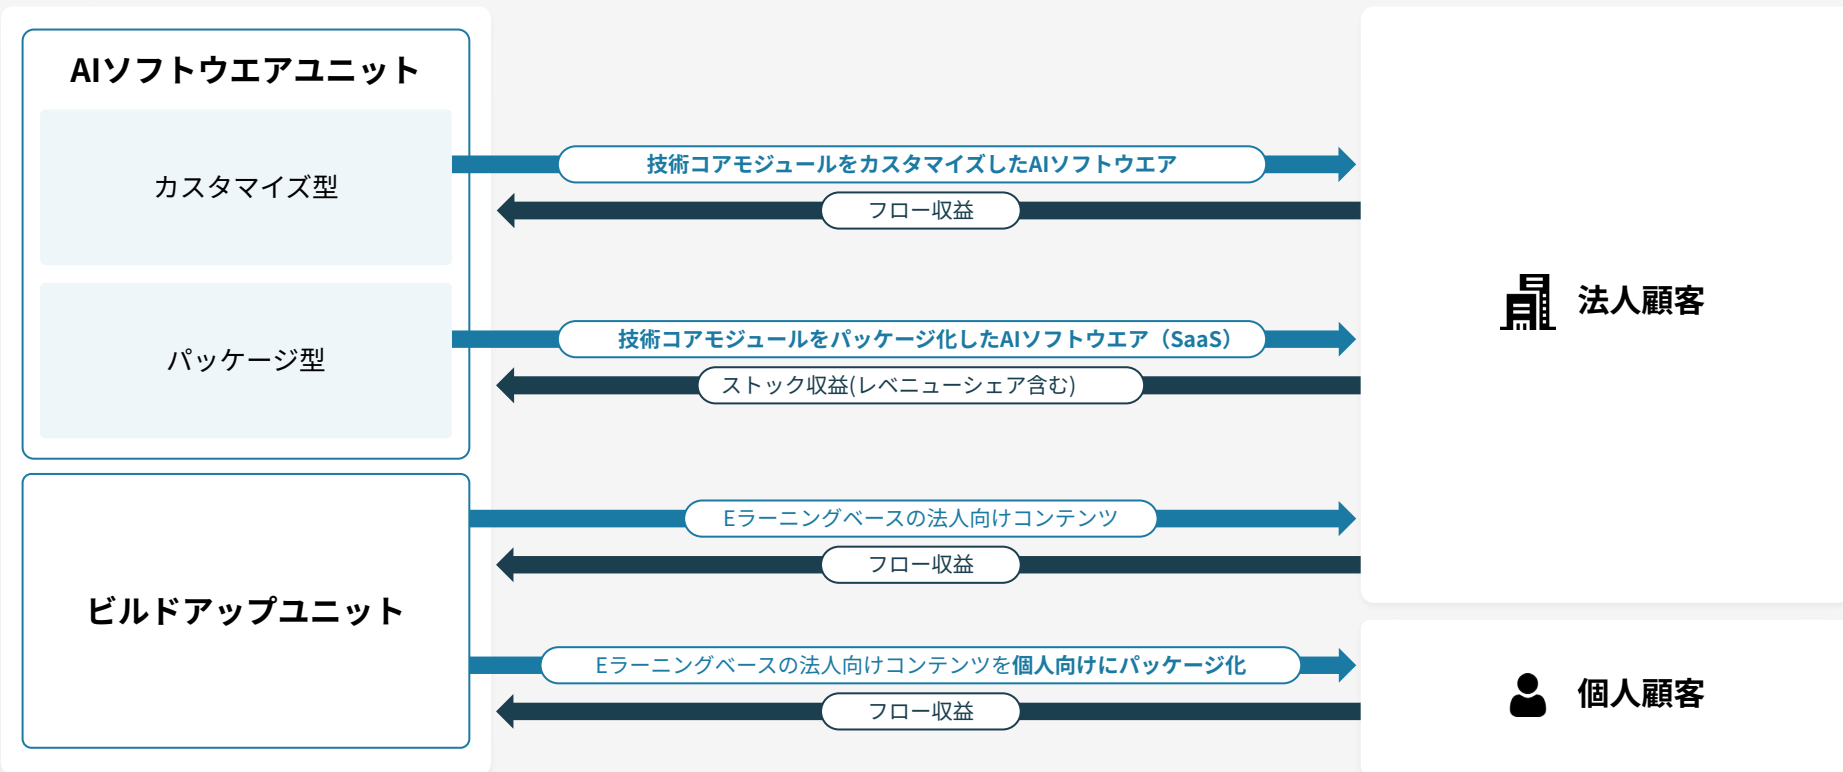 AIソフトウエアユニット
カスタマイズ型
技術コアモジュールをカスタマイズしたAIソフトウエア
フロー収益
パッケージ型
技術コアモジュールをパッケージ化したAIソフトウエア（SaaS）
ストック収益(レベニューシェア含む)
法人顧客
ビルドアップユニット
Eラーニングベースの法人向けコンテンツ
フロー収益
Eラーニングベースの法人向けコンテンツを個人向けにパッケージ化
フロー収益
個人顧客